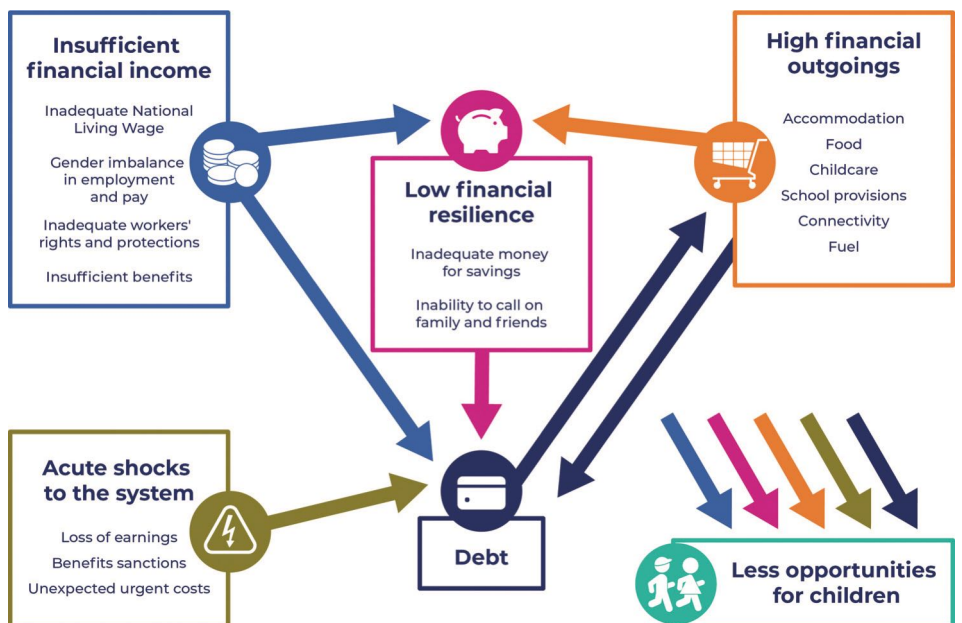 Insufficient
financial income
Inadequate National
Living Wage
Gender imbalance
in employment
and pay
Inadequate workers'
rights and protections
Insufficient benefits
Low financial
resilience
Inadequate money
for savings
Inability to call on
family and friends
High financial
outgoings
Accommodation
Food
Childcare
School provisions
Connectivity
Fuel
Acute shocks
to the system
Loss of earnings
Benefits sanctions
Unexpected urgent costs
Debt
Less opportunities
for children